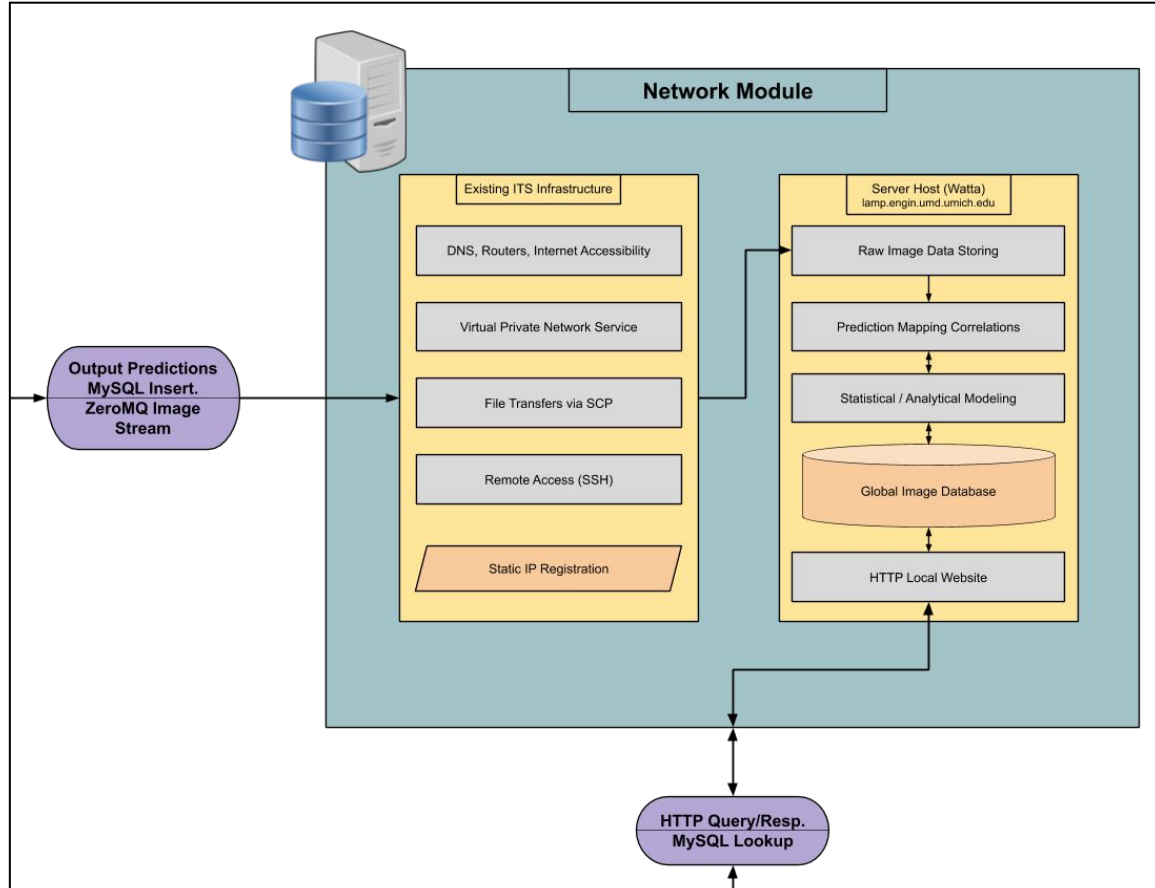 Network Module
Existing ITS Infrastructure
DNS, Routers, Internet Accessibility
Virtual Private Network Service
File Transfers via SCP
Remote Access (SSH)
Static IP Registration
Server Host (Watta)
lamp.engin.umd.umich.edu
Raw Image Data Storing
Prediction Mapping Correlations
Statistical / Analytical Modeling
Global Image Database
HTTP Local Website
Output Predictions
MySQL Insert.
ZeroMQ Image
Stream
HTTP Query/Resp.
MySQL Lookup